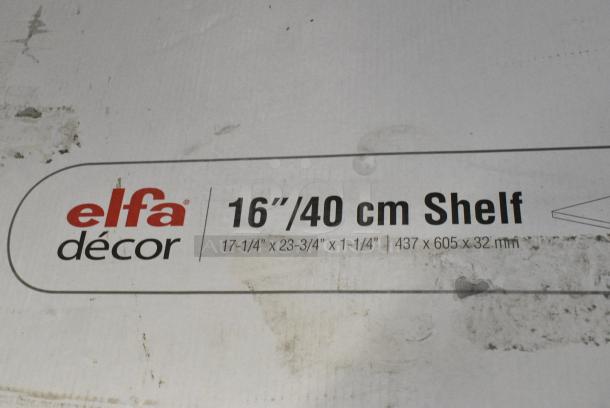 elfa®
décor
16"/40 cm Shelf
17-1/4" x 23-3/4" x 1-1/4" | 437 x 605 x 32 mm